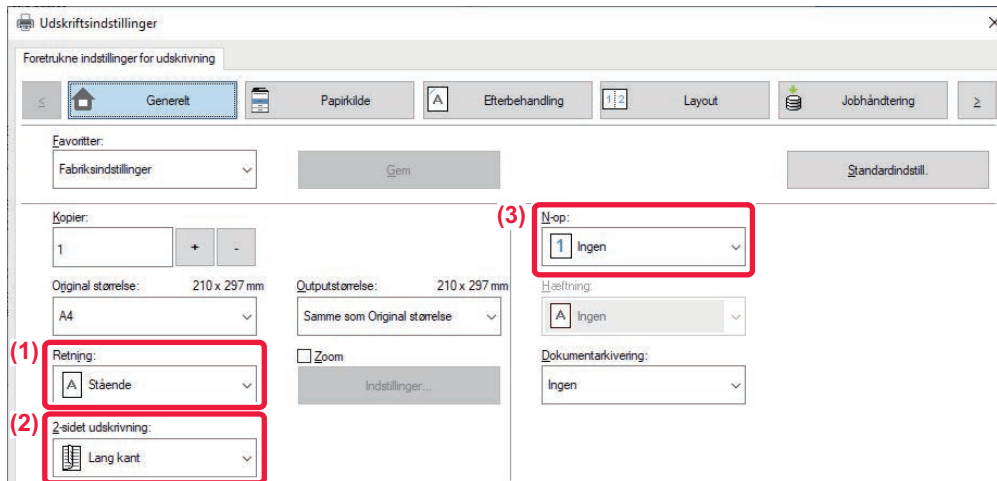 Udskriftsindstillinger
Foretrukne indstillinger for udskrivning
≤ Generelt Papirkilde Efterbehandling Layout Jobhåndtering ≥
Favoritter:
Fabriksindstillinger Gem Standardindstill.
Kopier: (3) N-op:
1 + - 1 Ingen
Original størrelse: 210 x 297 mm Outputstørrelse: 210 x 297 mm Hæftning:
A4 Samme som Original størrelse Ingen
(1) Retning: Zoom Dokumentarkivering:
Stående Indstillinger... Ingen
(2) 2-sidet udskrivning:
Lang kant